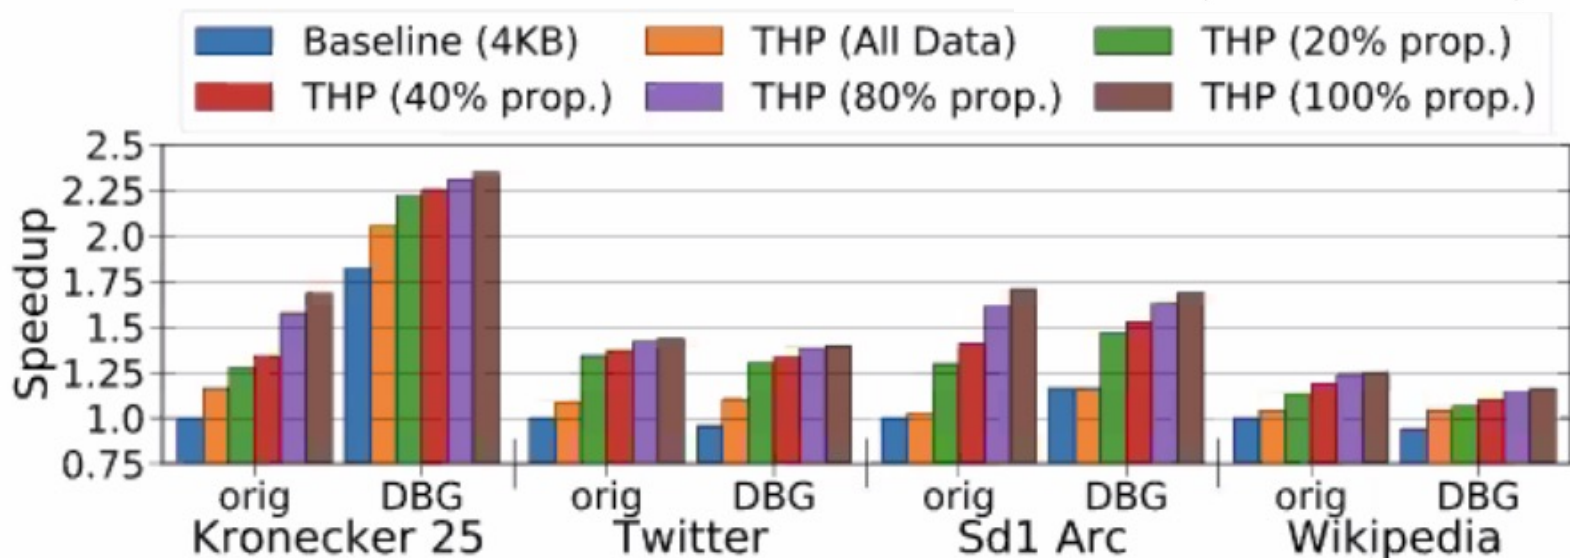 Baseline (4KB) THP (All Data) THP (20% prop.)
THP (40% prop.) THP (80% prop.) THP (100% prop.)
Speedup
2.5
2.25
2.0
1.75
1.5
1.25
1.0
0.75
orig DBG orig DBG orig DBG orig DBG
Kronecker 25 Twitter Sd1 Arc Wikipedia